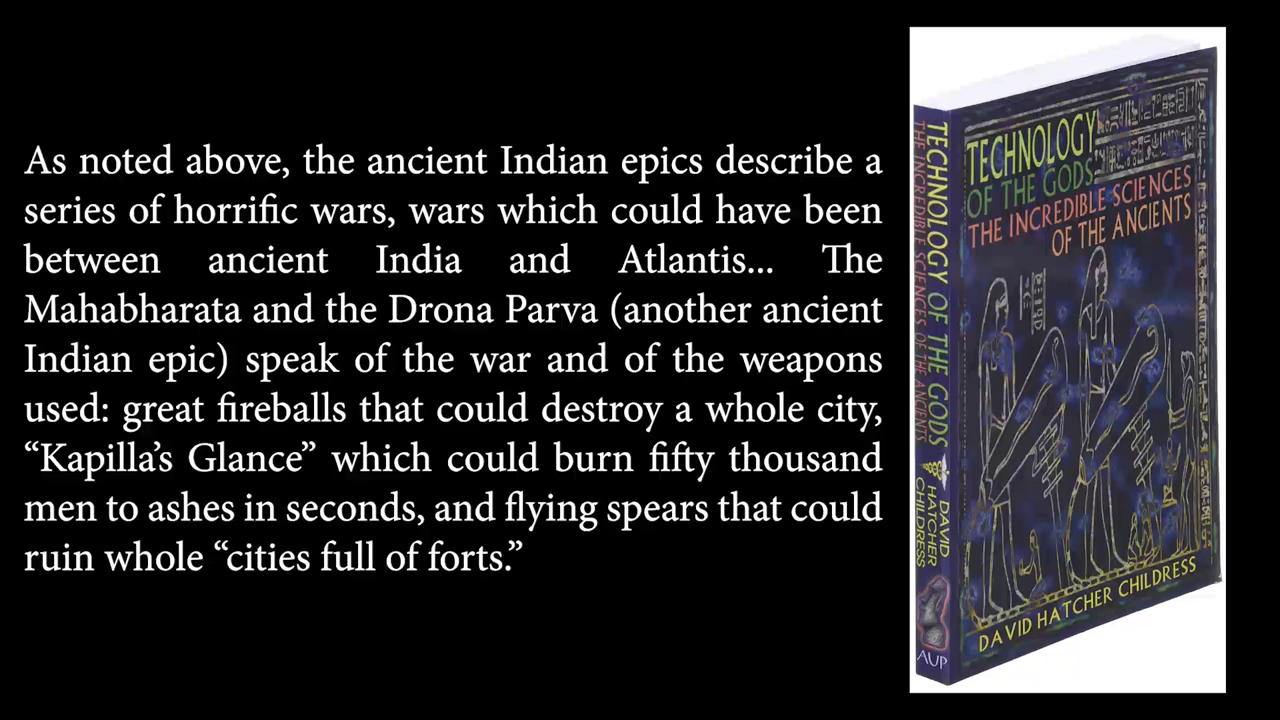 As noted above, the ancient Indian epics describe a
series of horrific wars, wars which could have been
between ancient India and Atlantis... The
Mahabharata and the Drona Parva (another ancient
Indian epic) speak of the war and of the weapons
used: great fireballs that could destroy a whole city,
“Kapilla’s Glance” which could burn fifty thousand
men to ashes in seconds, and flying spears that could
ruin whole “cities full of forts.”
TECHNOLOGY OF THE GODS
THE INCREDIBLE SCIENCES OF THE ANCIENTS
DAVID HATCHER CHILDRESS
AUP
TECHNOLOGY
OF THE GODS
THE INCREDIBLE SCIENCES
OF THE ANCIENTS
DAVID HATCHER CHILDRESS